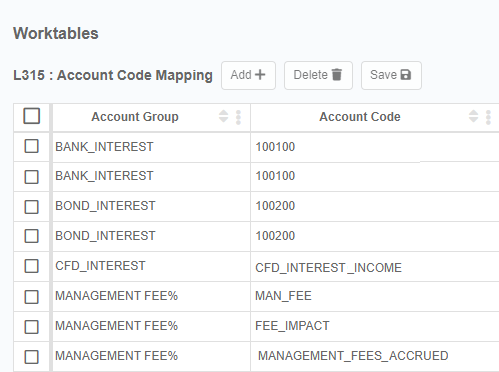 Worktables
L315 : Account Code Mapping Add Delete Save
Account Group Account Code
BANK_INTEREST 100100
BANK_INTEREST 100100
BOND_INTEREST 100200
BOND_INTEREST 100200
CFD_INTEREST CFD_INTEREST_INCOME
MANAGEMENT FEE% MAN_FEE
MANAGEMENT FEE% FEE_IMPACT
MANAGEMENT FEE% MANAGEMENT_FEES_ACCRUED